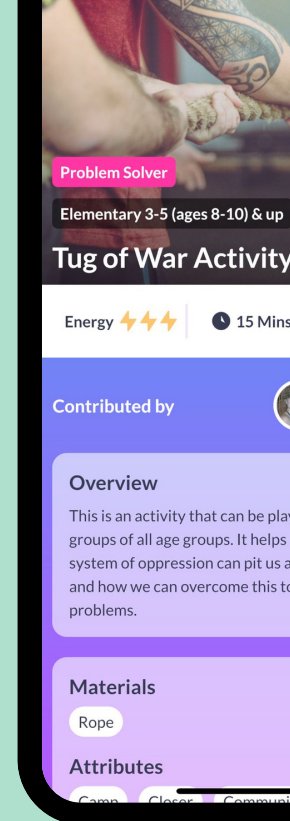 Problem Solver
Elementary 3-5 (ages 8-10) & up
Tug of War Activity
Energy 15 Mins
Contributed by
Overview
This is an activity that can be
groups of all age groups. It helps
system of oppression can pit us
and how we can overcome this
problems.
Materials
Rope
Attributes
Camp Closer